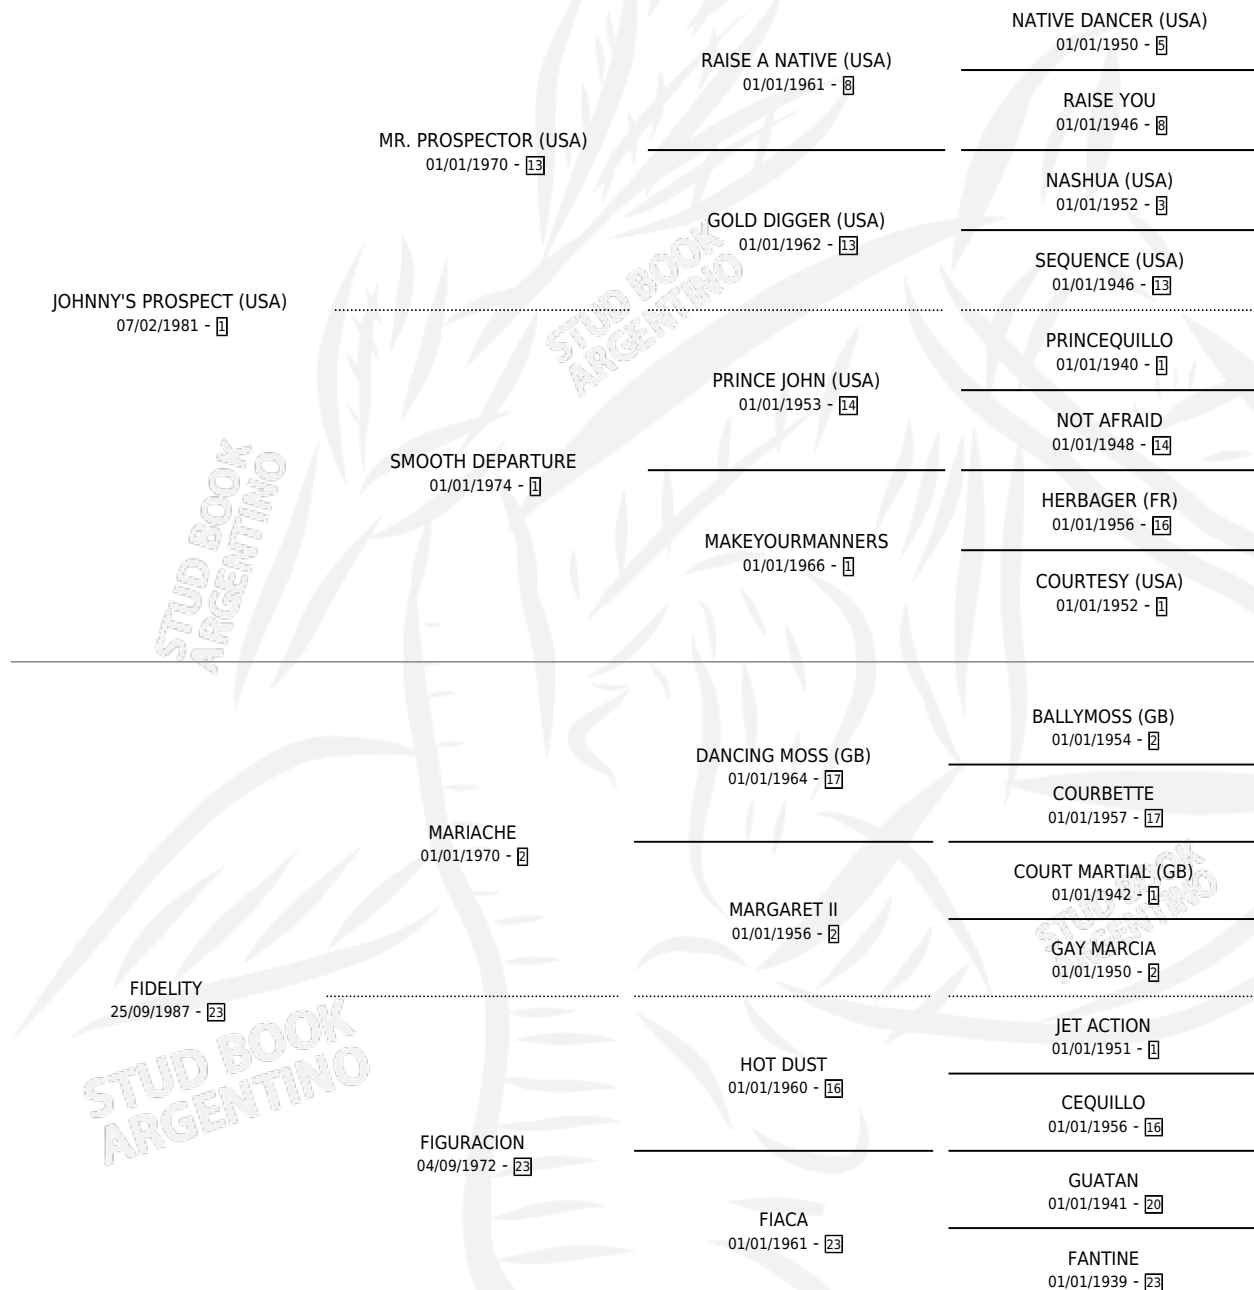 NATIVE DANCER (USA)
01/01/1950 - 5
RAISE A NATIVE (USA)
01/01/1961 - 8
RAISE YOU
01/01/1946 - 8
MR. PROSPECTOR (USA)
01/01/1970 - 13
NASHUA (USA)
01/01/1952 - 3
GOLD DIGGER (USA)
01/01/1962 - 13
SEQUENCE (USA)
01/01/1946 - 13
JOHNNY'S PROSPECT (USA)
07/02/1981 - 1
PRINCEQUILLO
01/01/1940 - 1
PRINCE JOHN (USA)
01/01/1953 - 14
NOT AFRAID
01/01/1948 - 14
SMOOTH DEPARTURE
01/01/1974 - 1
HERBAGER (FR)
01/01/1956 - 16
MAKEYOURMANNERS
01/01/1966 - 1
COURTESY (USA)
01/01/1952 - 1
BALLYMOSS (GB)
01/01/1954 - 2
DANCING MOSS (GB)
01/01/1964 - 17
COURBETTE
01/01/1957 - 17
MARIACHE
01/01/1970 - 2
COURT MARTIAL (GB)
01/01/1942 - 1
MARGARET II
01/01/1956 - 2
GAY MARCIA
01/01/1950 - 2
FIDELITY
25/09/1987 - 23
JET ACTION
01/01/1951 - 1
HOT DUST
01/01/1960 - 16
CEQUILLO
01/01/1956 - 16
FIGURACION
04/09/1972 - 23
GUATAN
01/01/1941 - 20
FIACA
01/01/1961 - 23
FANTINE
01/01/1939 - 23
STUD BOOK
ARGENTINO
STUD BOOK
ARGENTINO
STUD BOOK
ARGENTINO
STUD BOOK
ARGENTINO